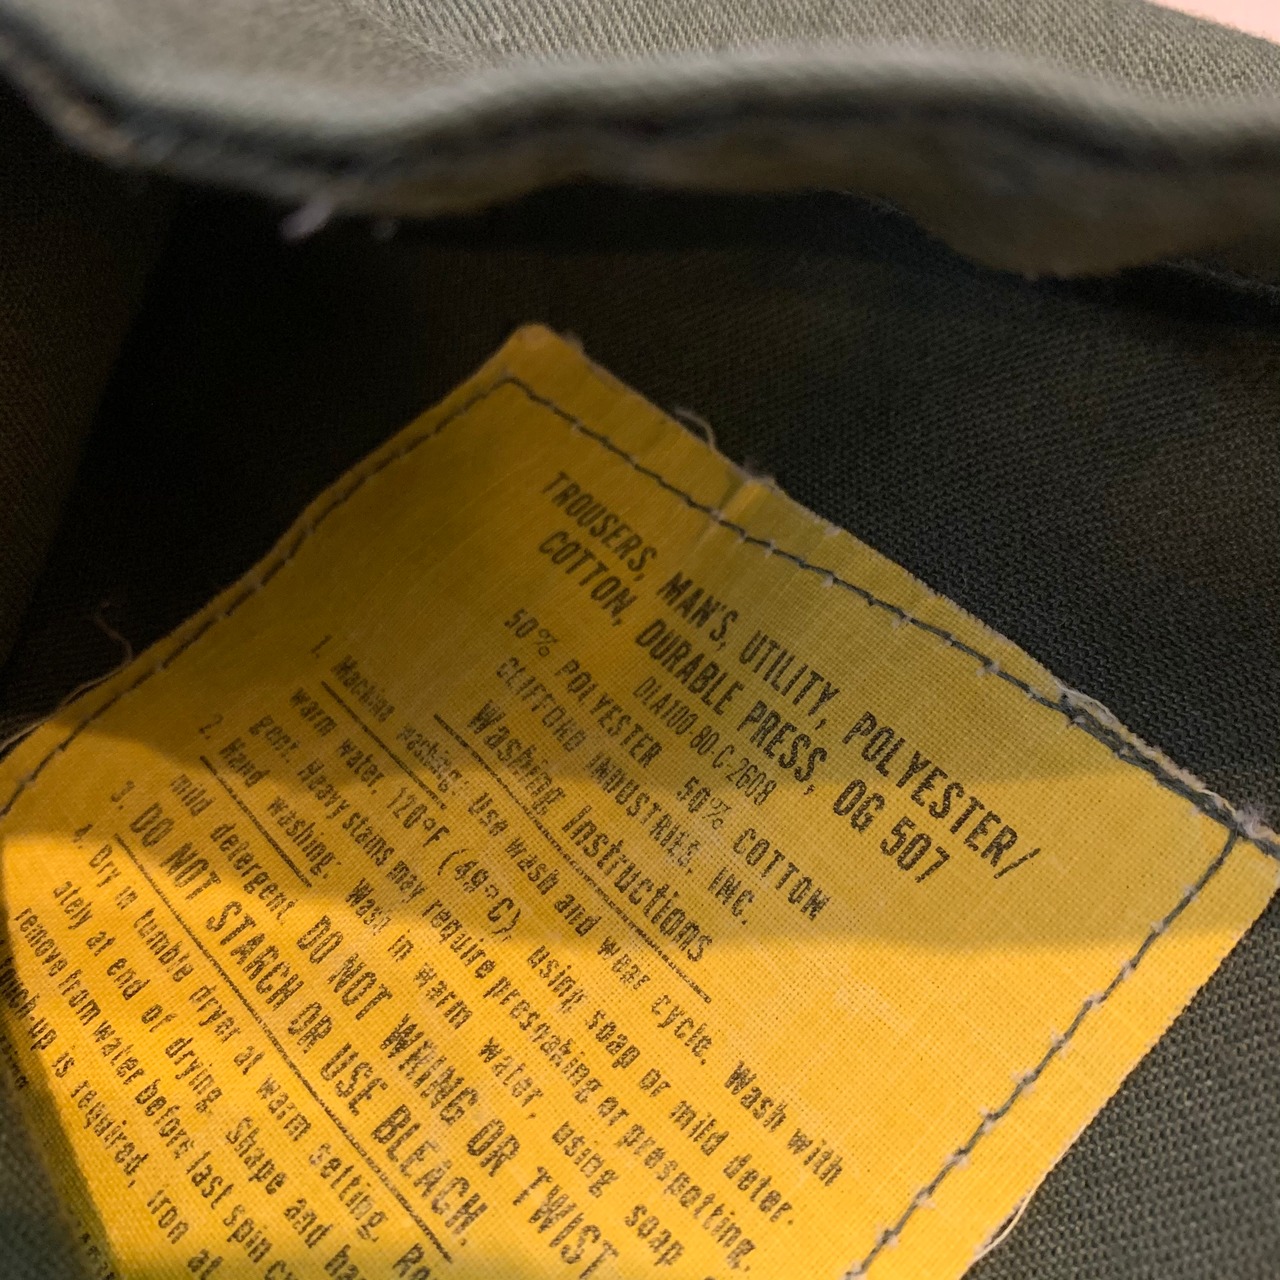 TROUSERS, MAN'S, UTILITY, POLYESTER/
COTTON, DURABLE PRESS, OG 507
DLA100-80-C-2608
50% POLYESTER 50% COTTON
CLIFFORD INDUSTRIES, INC.
Washing Instructions
1. Machine washing: Use wash and wear cycle. Wash with
warm water, 120°F (49°C), using soap or mild deter-
gent. Heavy stains may require presoaking or prespotting.
2. Hand washing: Wash in warm water, using soap
mild detergent. DO NOT WRING OR TWIST
3. DO NOT STARCH OR USE BLEACH.
4. Dry in tumble dryer at warm setting.
ately at end of drying. Shape and
remove from water before last spin
is required, iron at